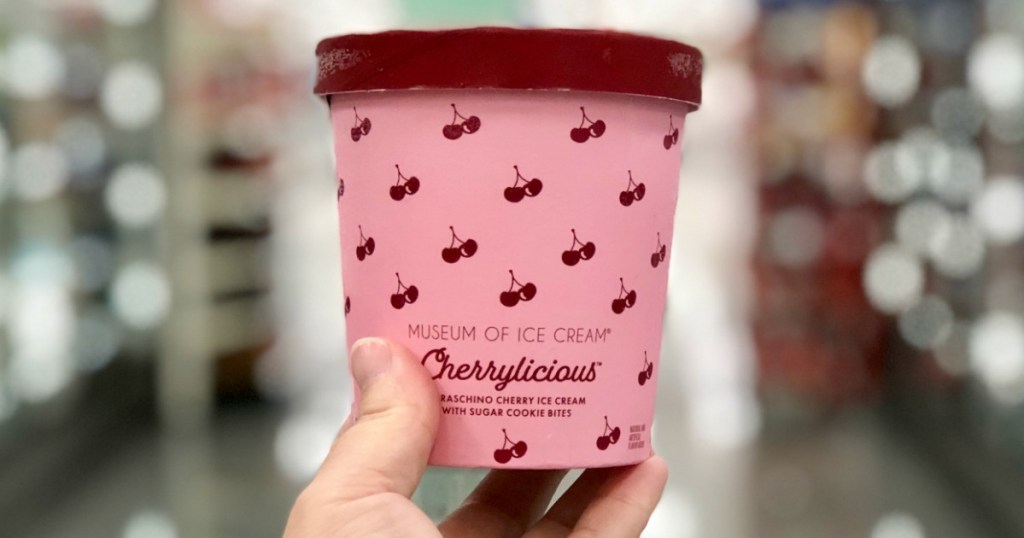 MUSEUM OF ICE CREAM®
Cherrylicious™
RASCHINO CHERRY ICE CREAM
WITH SUGAR COOKIE BITES